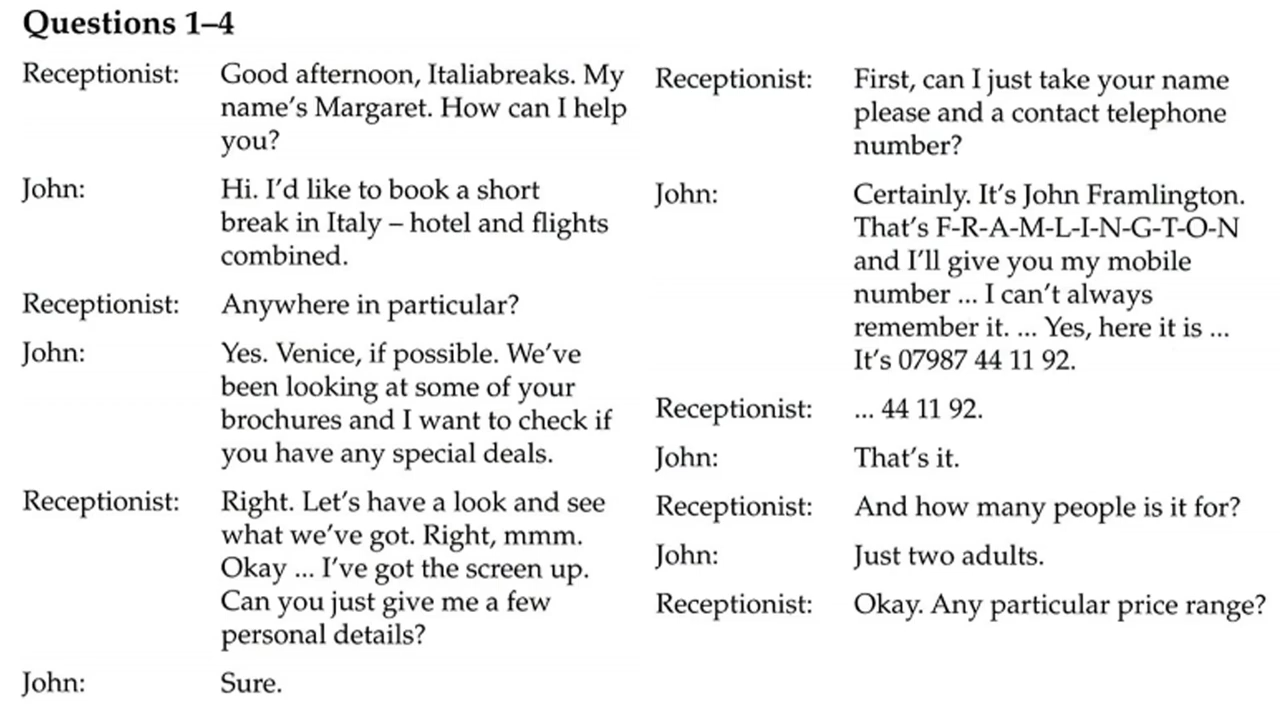 Questions 1–4
Receptionist: Good afternoon, Italiabreaks. My
name's Margaret. How can I help
you?
John: Hi. I'd like to book a short
break in Italy – hotel and flights
combined.
Receptionist: Anywhere in particular?
John: Yes. Venice, if possible. We've
been looking at some of your
brochures and I want to check if
you have any special deals.
Receptionist: Right. Let's have a look and see
what we've got. Right, mmm.
Okay ... I've got the screen up.
Can you just give me a few
personal details?
John: Sure.
Receptionist: First, can I just take your name
please and a contact telephone
number?
John: Certainly. It's John Framlington.
That's F-R-A-M-L-I-N-G-T-O-N
and I'll give you my mobile
number ... I can't always
remember it. ... Yes, here it is ...
It's 07987 44 11 92.
Receptionist: ... 44 11 92.
John: That's it.
Receptionist: And how many people is it for?
John: Just two adults.
Receptionist: Okay. Any particular price range?